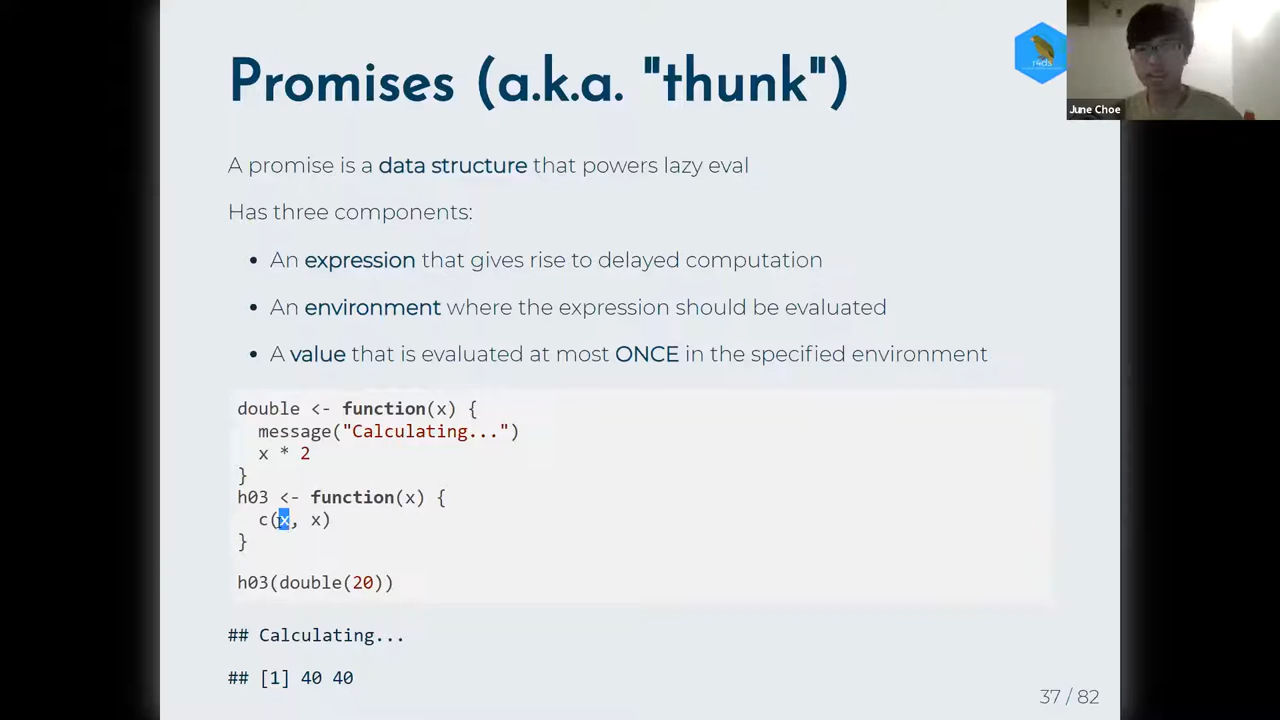 Promises (a.k.a. "thunk")
r4ds
June Choe
A promise is a data structure that powers lazy eval
Has three components:
• An expression that gives rise to delayed computation
• An environment where the expression should be evaluated
• A value that is evaluated at most ONCE in the specified environment
double <- function(x) {
  message("Calculating...")
  x * 2
}
h03 <- function(x) {
  c(x, x)
}
h03(double(20))
## Calculating...
## [1] 40 40
37 / 82